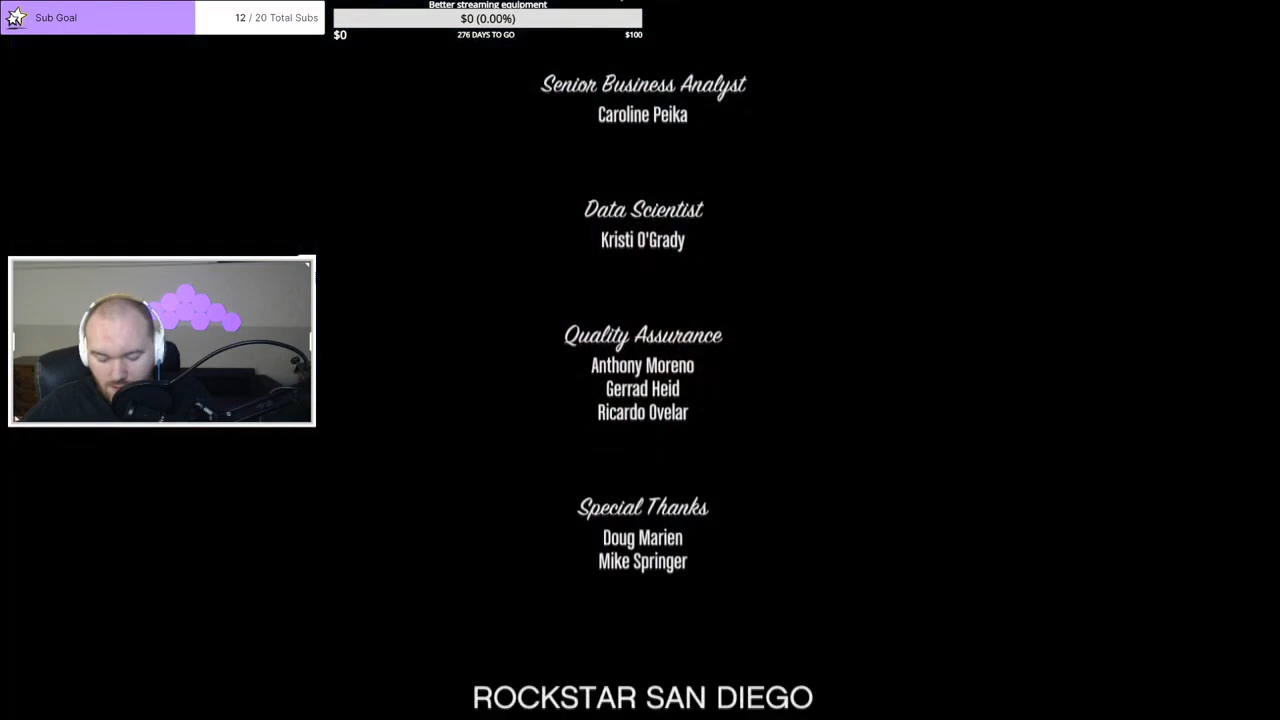 Sub Goal
12 / 20 Total Subs
Better streaming equipment
$0 (0.00%)
$0
276 DAYS TO GO
$100
Senior Business Analyst
Caroline Peika
Data Scientist
Kristi O'Grady
Quality Assurance
Anthony Moreno
Gerrad Heid
Ricardo Ovelar
Special Thanks
Doug Marien
Mike Springer
ROCKSTAR SAN DIEGO